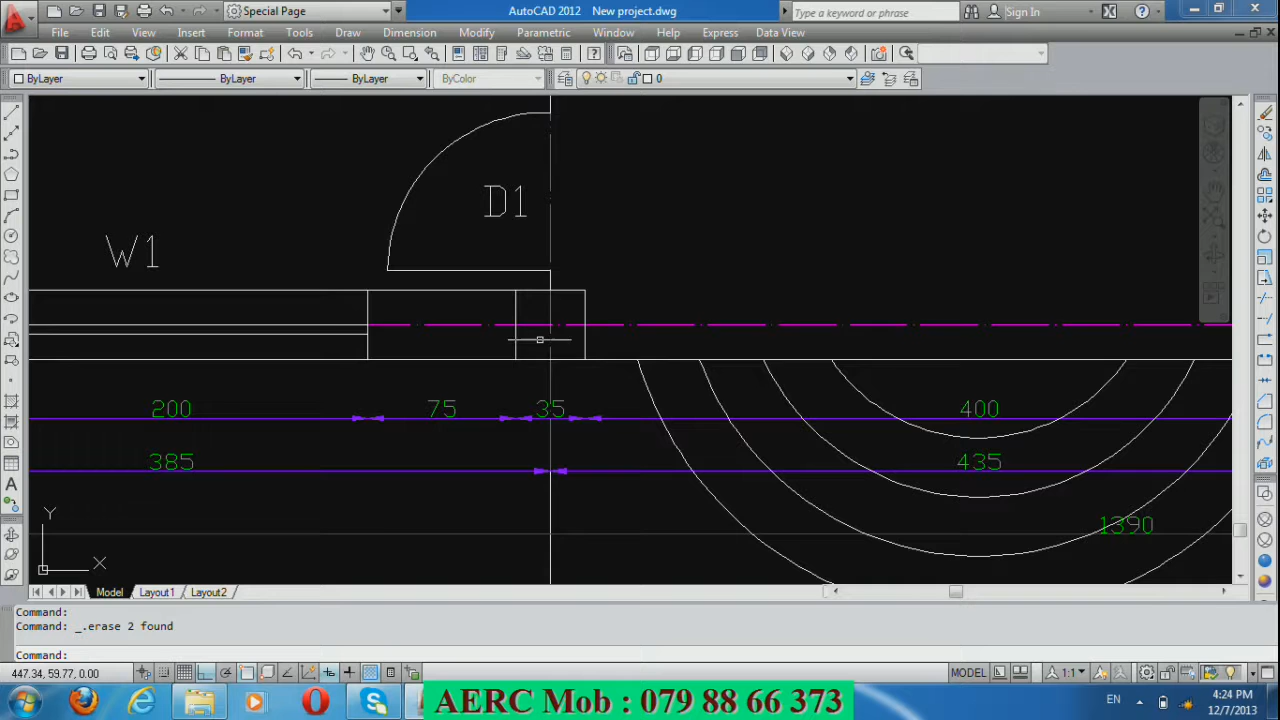 Special Page
AutoCAD 2012 New project.dwg
Type a keyword or phrase
Sign In
File Edit View Insert Format Tools Draw Dimension Modify Parametric Window Help Express Data View
ByLayer
ByLayer
ByLayer
ByColor
0
D1
W1
200
75
35
400
385
435
1390
Y
X
Model Layout1 Layout2
Command:
Command: _.erase 2 found
Command:
447.34, 59.77, 0.00
MODEL
1:1
AERC Mob : 079 88 66 373
EN
4:24 PM
12/7/2013